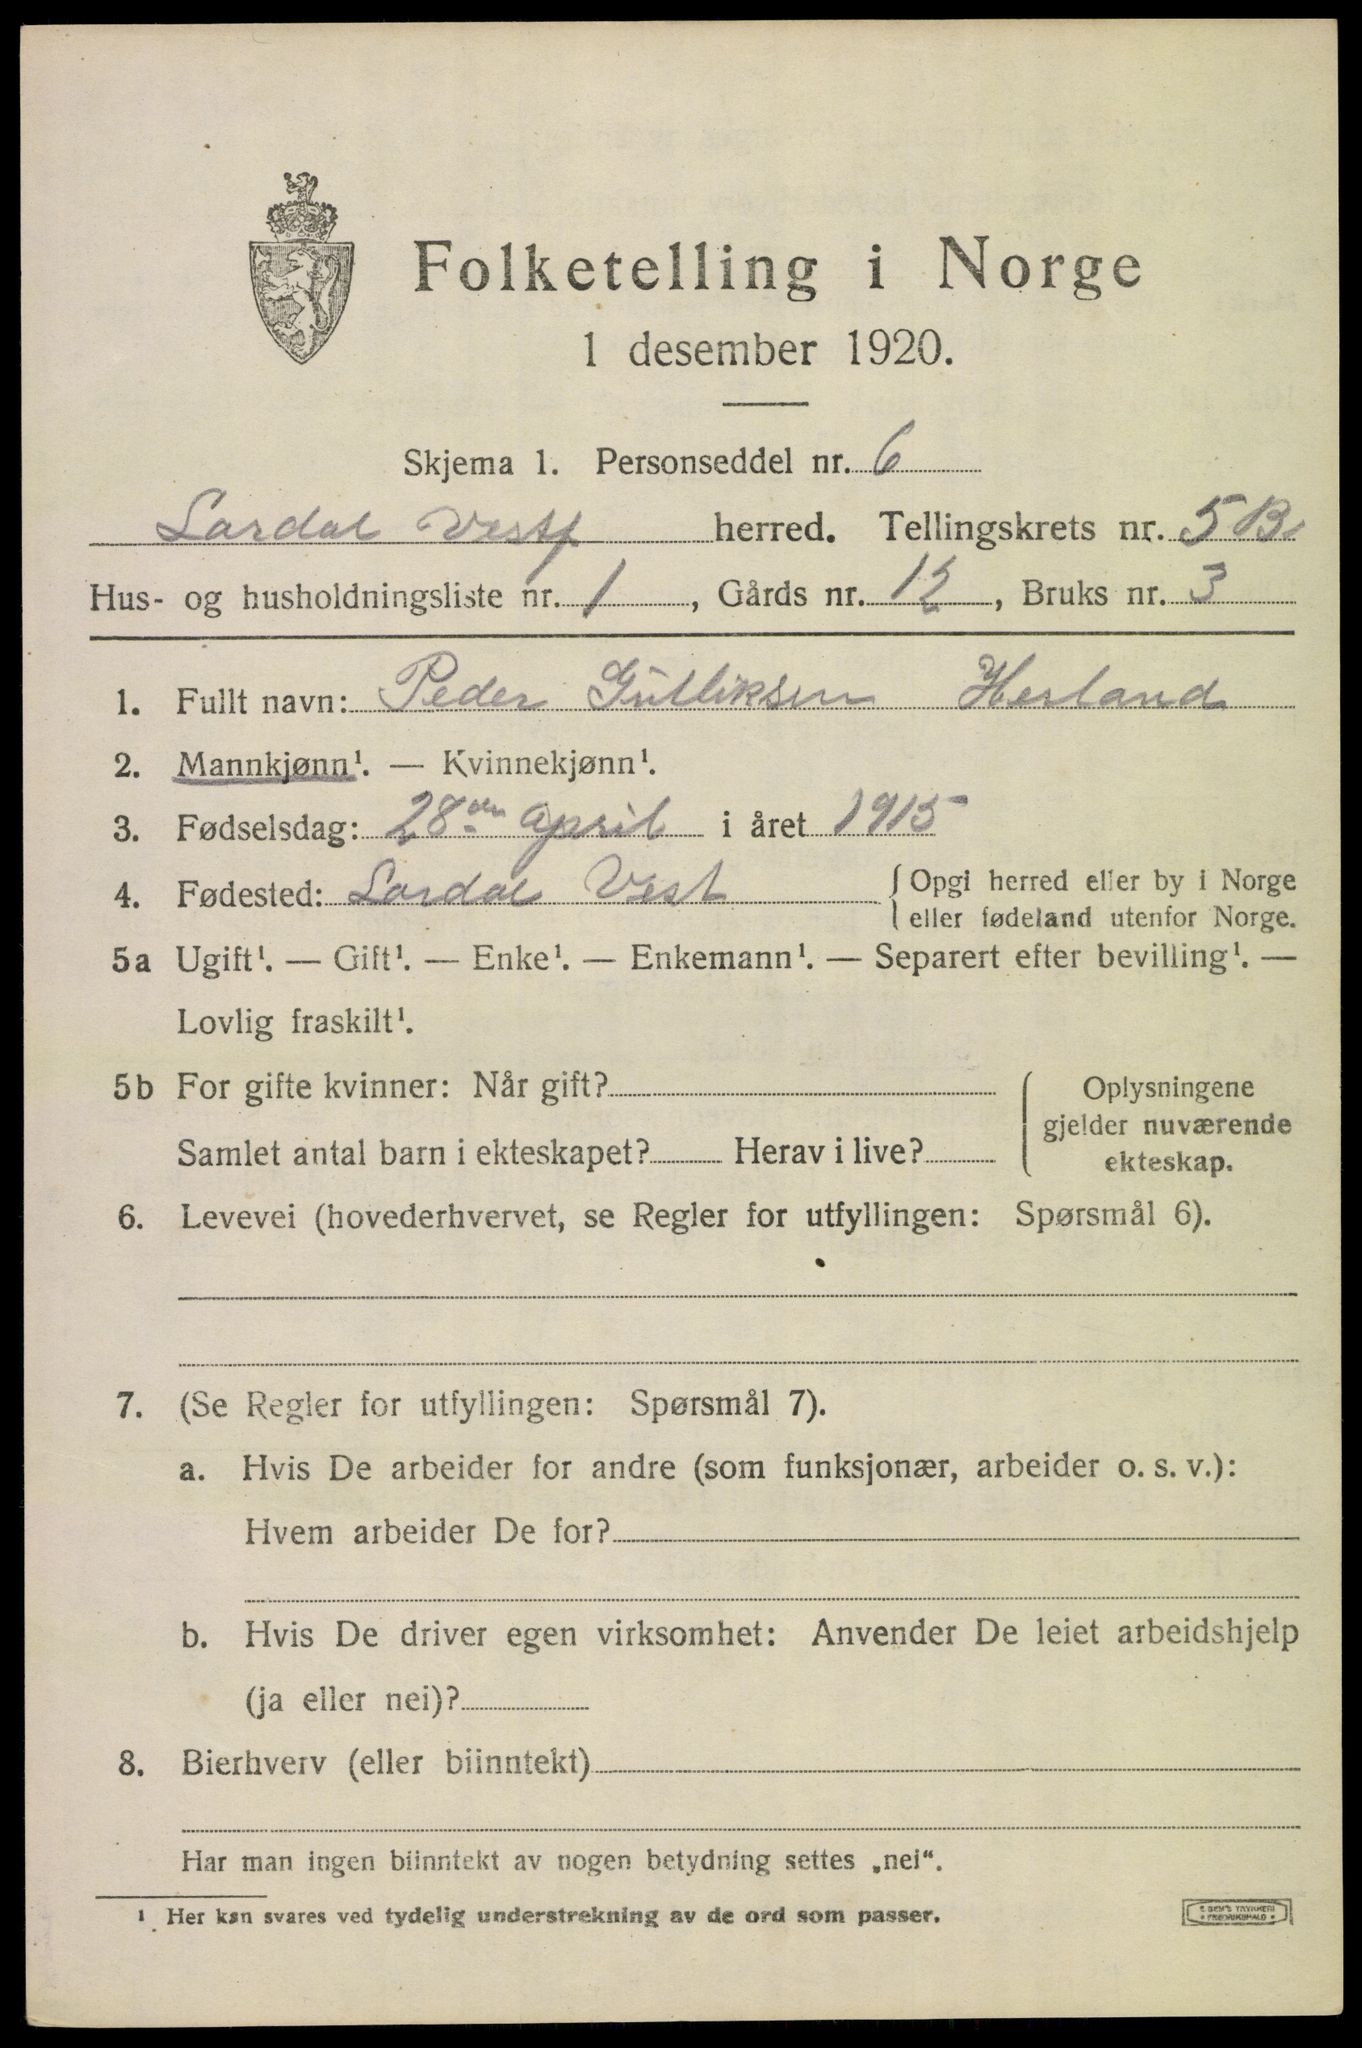 Folketelling i Norge
1 desember 1920.
Skjema 1. Personseddel nr. 6
Lardal Vestf herred. Tellingskrets nr. 5 B.
Hus- og husholdningsliste nr. 1, Gårds nr. 12, Bruks nr. 3
1. Fullt navn: Peder Gulliksen Herland
2. Mannkjønn¹. — Kvinnekjønn¹.
3. Fødselsdag: 28de April i året 1915
4. Fødested: Lardal Vest { Opgi herred eller by i Norge
eller fødeland utenfor Norge.
5a Ugift¹. — Gift¹. — Enke¹. — Enkemann¹. — Separert efter bevilling¹. —
Lovlig fraskilt¹.
5b For gifte kvinner: Når gift? { Oplysningene
gjelder nuværende
Samlet antal barn i ekteskapet? Herav i live? ekteskap.
6. Levevei (hovederhvervet, se Regler for utfyllingen: Spørsmål 6).
7. (Se Regler for utfyllingen: Spørsmål 7).
a. Hvis De arbeider for andre (som funksjonær, arbeider o. s. v.):
Hvem arbeider De for?
b. Hvis De driver egen virksomhet: Anvender De leiet arbeidshjelp
(ja eller nei)?
8. Bierhverv (eller biinntekt)
Har man ingen biinntekt av nogen betydning settes „nei“.
¹ Her kan svares ved tydelig understrekning av de ord som passer.
TRYKKERI
FREDRIKSHALD